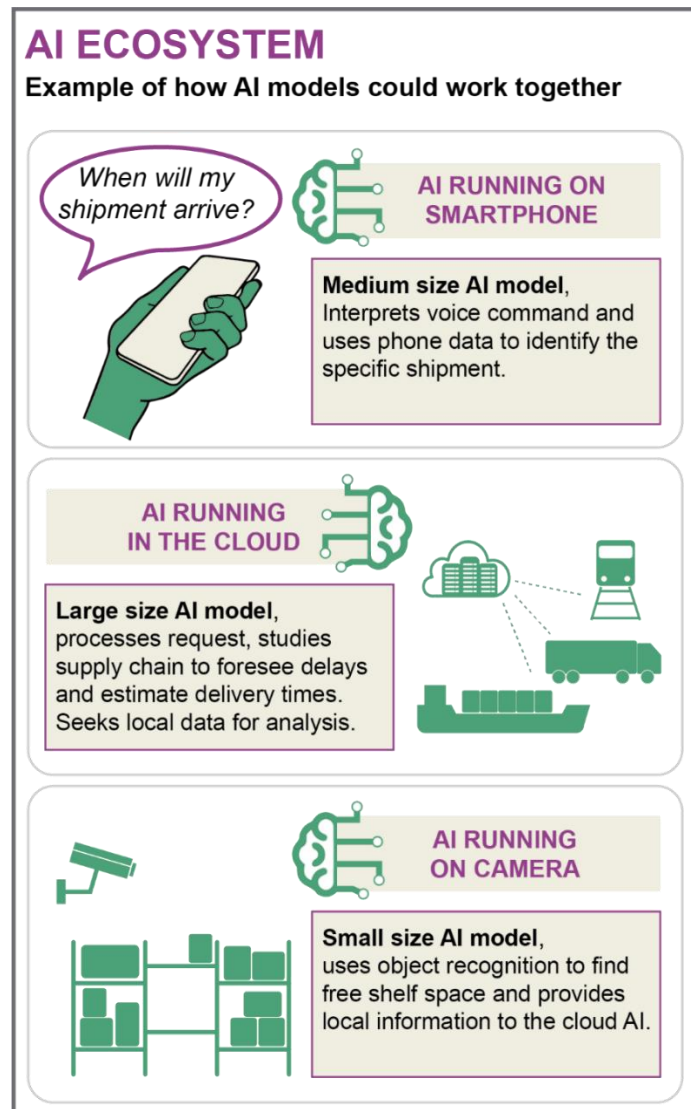 AI ECOSYSTEM
Example of how AI models could work together
When will my
shipment arrive?
AI RUNNING ON
SMARTPHONE
Medium size AI model,
Interprets voice command and
uses phone data to identify the
specific shipment.
AI RUNNING
IN THE CLOUD
Large size AI model,
processes request, studies
supply chain to foresee delays
and estimate delivery times.
Seeks local data for analysis.
AI RUNNING
ON CAMERA
Small size AI model,
uses object recognition to find
free shelf space and provides
local information to the cloud AI.